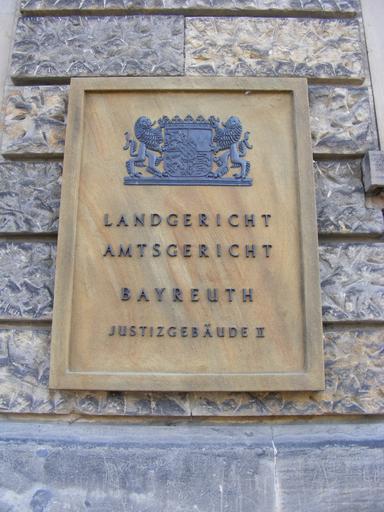 LANDGERICHT
AMTSGERICHT
BAYREUTH
JUSTIZGEBÄUDE II